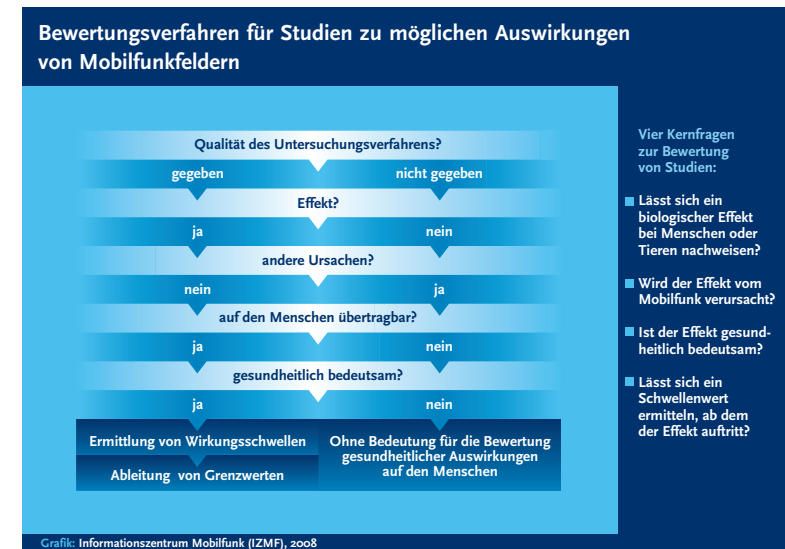 Bewertungsverfahren für Studien zu möglichen Auswirkungen
von Mobilfunkfeldern
Qualität des Untersuchungsverfahrens?
gegeben
nicht gegeben
Effekt?
ja
nein
andere Ursachen?
nein
ja
auf den Menschen übertragbar?
ja
nein
gesundheitlich bedeutsam?
ja
nein
Ermittlung von Wirkungsschwellen
Ableitung von Grenzwerten
Ohne Bedeutung für die Bewertung
gesundheitlicher Auswirkungen
auf den Menschen
Vier Kernfragen
zur Bewertung
von Studien:
Lässt sich ein
biologischer Effekt
bei Menschen oder
Tieren nachweisen?
Wird der Effekt vom
Mobilfunk verursacht?
Ist der Effekt gesund-
heitlich bedeutsam?
Lässt sich ein
Schwellenwert
ermitteln, ab dem
der Effekt auftritt?
Grafik: Informationszentrum Mobilfunk (IZMF), 2008